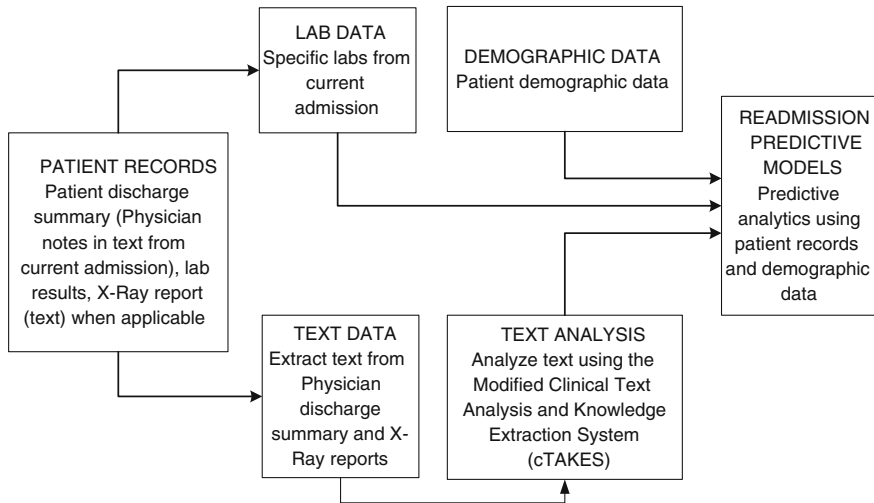 LAB DATA
Specific labs from
current
admission
DEMOGRAPHIC DATA
Patient demographic data
READMISSION
PREDICTIVE
MODELS
Predictive
analytics using
patient records
and demographic
data
PATIENT RECORDS
Patient discharge
summary (Physician
notes in text from
current admission), lab
results, X-Ray report
(text) when applicable
TEXT DATA
Extract text from
Physician
discharge
summary and X-
Ray reports
TEXT ANALYSIS
Analyze text using the
Modified Clinical Text
Analysis and Knowledge
Extraction System
(cTAKES)